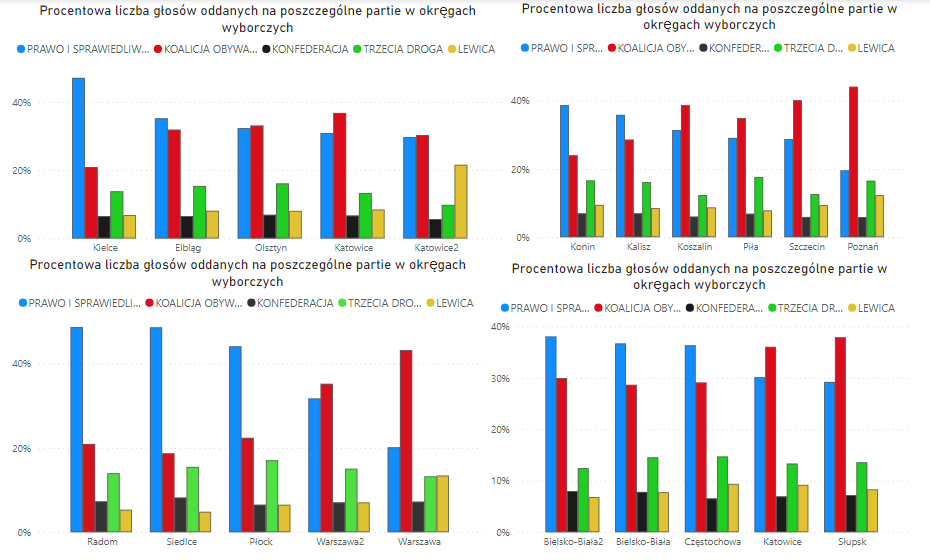 Procentowa liczba głosów oddanych na poszczególne partie w okręgach
wyborczych
PRAWO I SPRAWIEDLIW... KOALICJA OBYWA... KONFEDERACJA TRZECIA DROGA LEWICA
40%
20%
0%
Kielce Elbląg Olsztyn Katowice Katowice2
Procentowa liczba głosów oddanych na poszczególne partie w
okręgach wyborczych
PRAWO I SPR... KOALICJA OBY... KONFEDER... TRZECIA D... LEWICA
40%
20%
0%
Konin Kalisz Koszalin Piła Szczecin Poznań
Procentowa liczba głosów oddanych na poszczególne partie w okręgach
wyborczych
PRAWO I SPRAWIEDLI... KOALICJA OBYW... KONFEDERACJA TRZECIA DRO... LEWICA
40%
20%
0%
Radom Siedlce Płock Warszawa2 Warszawa
Procentowa liczba głosów oddanych na poszczególne partie w
okręgach wyborczych
PRAWO I SPRA... KOALICJA OBY... KONFEDERA... TRZECIA DR... LEWICA
40%
30%
20%
10%
0%
Bielsko-Biała2 Bielsko-Biała Częstochowa Katowice Słupsk